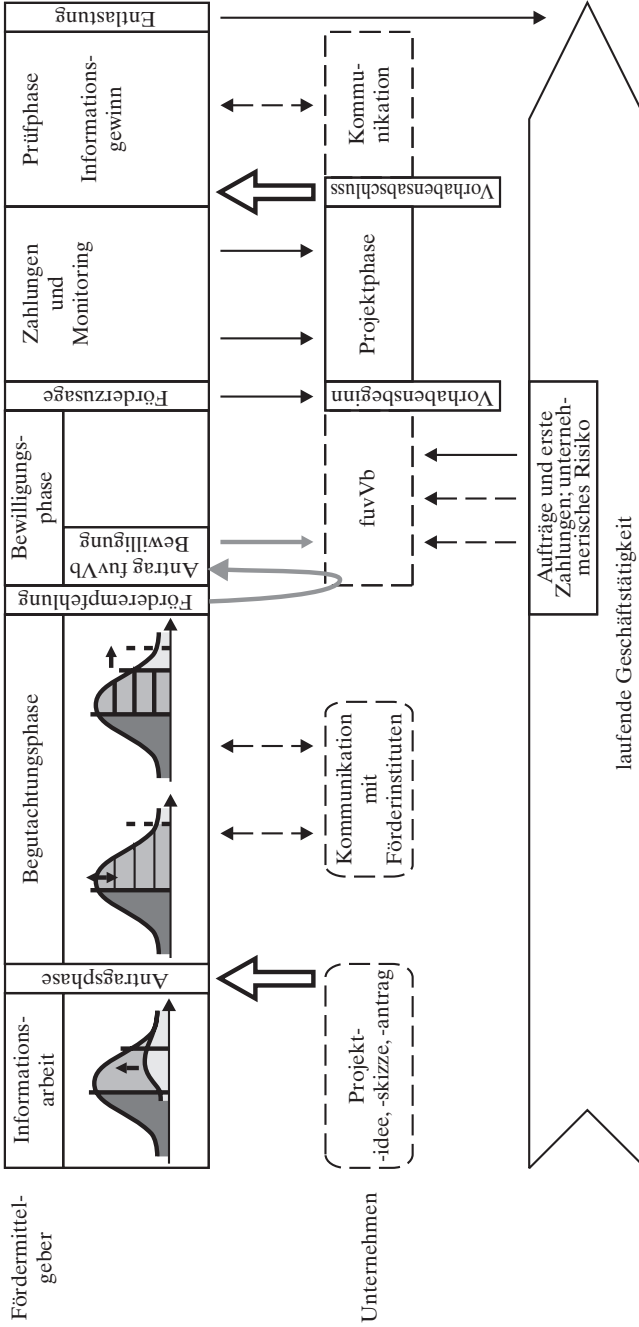 Fördermittel-
geber
Informations-
arbeit
Antragsphase
Begutachtungsphase
Förderempfehlung
Bewilligungs-
phase
Antrag fuvVb
Bewilligung
Förderzusage
Zahlungen
und
Monitoring
Prüfphase
Informations-
gewinn
Entlastung
Unternehmen
Projekt-
-idee, -skizze, -antrag
Kommunikation
mit
Förderinstituten
fuvVb
Vorhabensbeginn
Projektphase
Vorhabensabschluss
Kommu-
nikation
Aufträge und erste
Zahlungen; unterneh-
merisches Risiko
laufende Geschäftstätigkeit